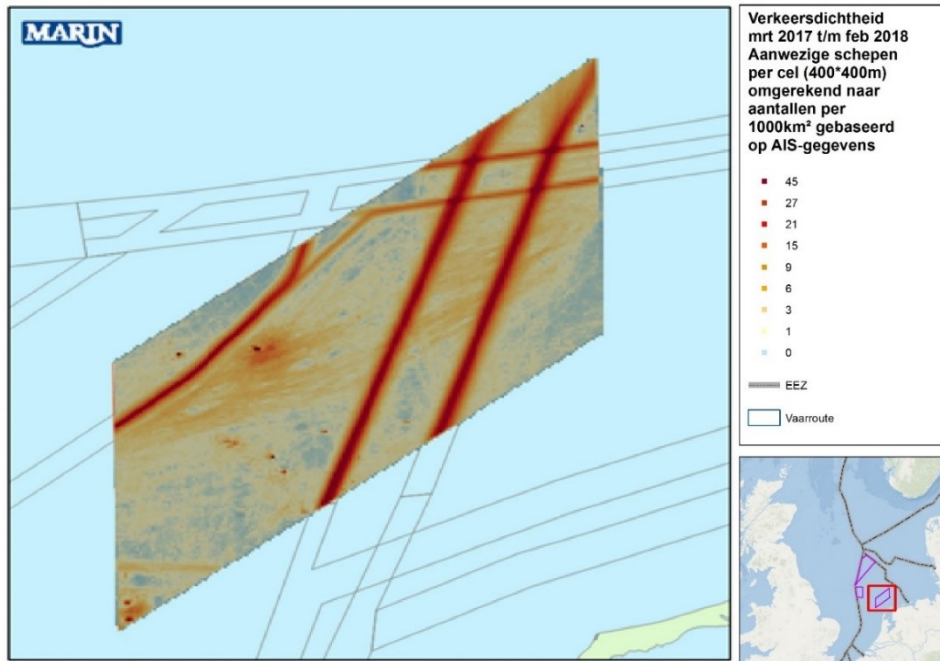 MARIN
Verkeersdichtheid
mrt 2017 t/m feb 2018
Aanwezige schepen
per cel (400*400m)
omgerekend naar
aantallen per
1000km² gebaseerd
op AIS-gegevens
45
27
21
15
9
6
3
1
0
EEZ
Vaarroute